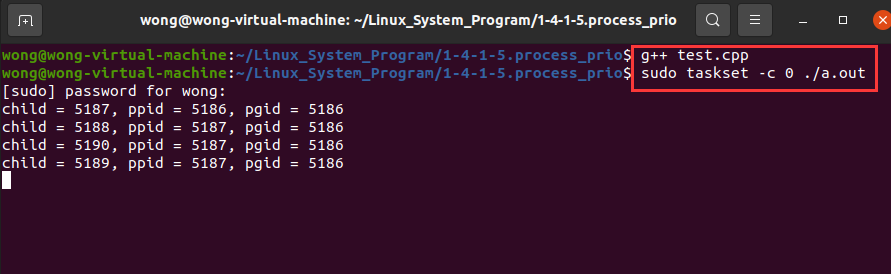 wong@wong-virtual-machine: ~/Linux_System_Program/1-4-1-5.process_prio
wong@wong-virtual-machine:~/Linux_System_Program/1-4-1-5.process_prio$ g++ test.cpp
wong@wong-virtual-machine:~/Linux_System_Program/1-4-1-5.process_prio$ sudo taskset -c 0 ./a.out
[sudo] password for wong:
child = 5187, ppid = 5186, pgid = 5186
child = 5188, ppid = 5187, pgid = 5186
child = 5190, ppid = 5187, pgid = 5186
child = 5189, ppid = 5187, pgid = 5186